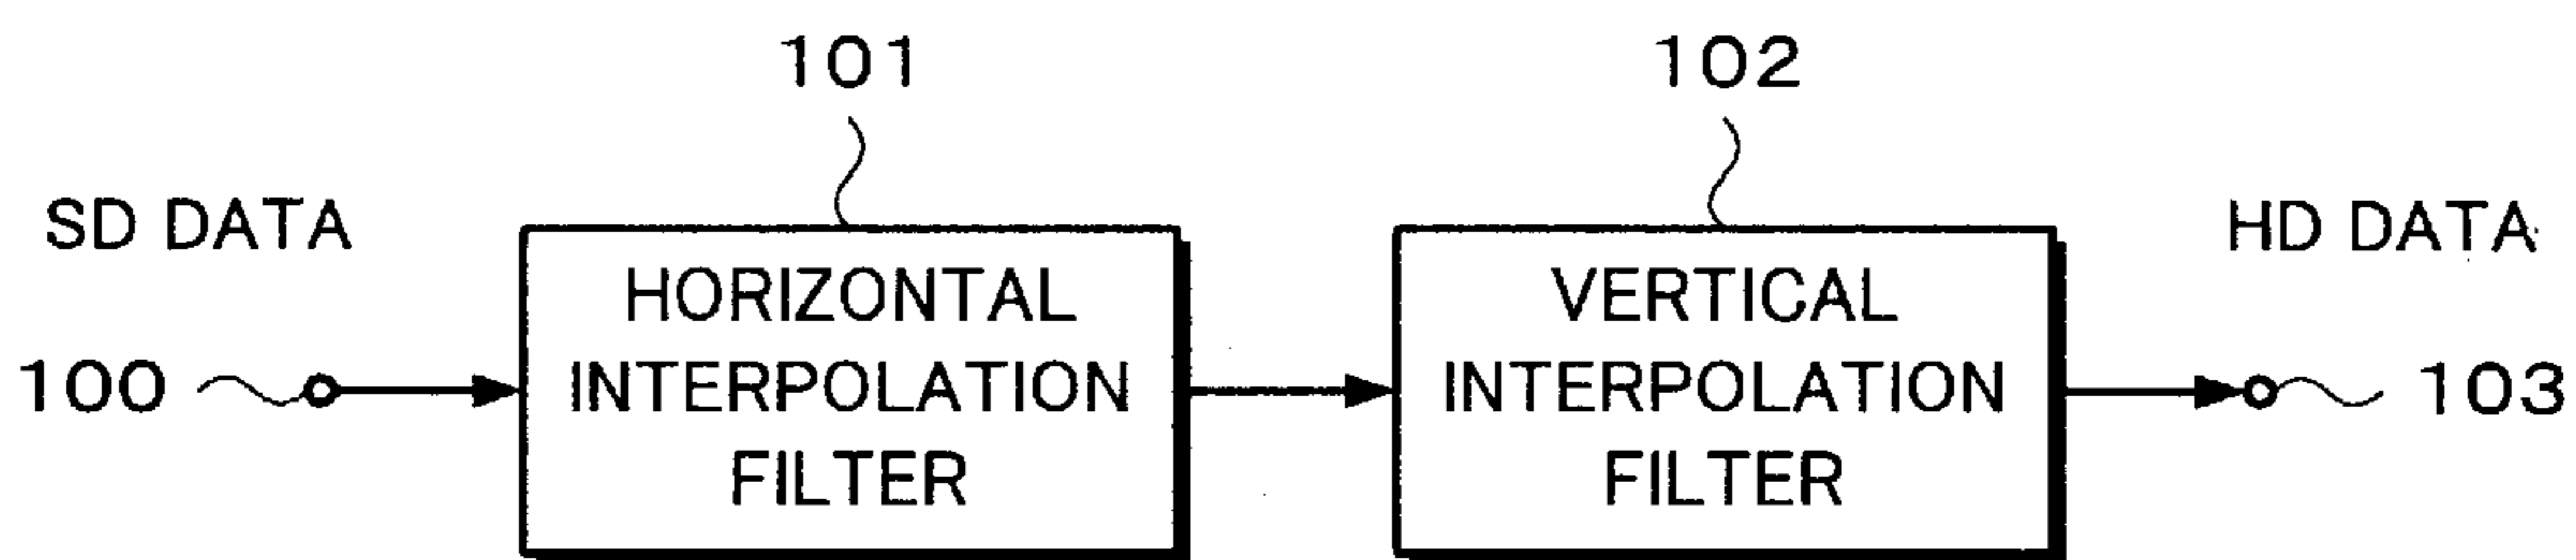 101
102
SD DATA
HD DATA
HORIZONTAL
INTERPOLATION
FILTER
VERTICAL
INTERPOLATION
FILTER
100
103